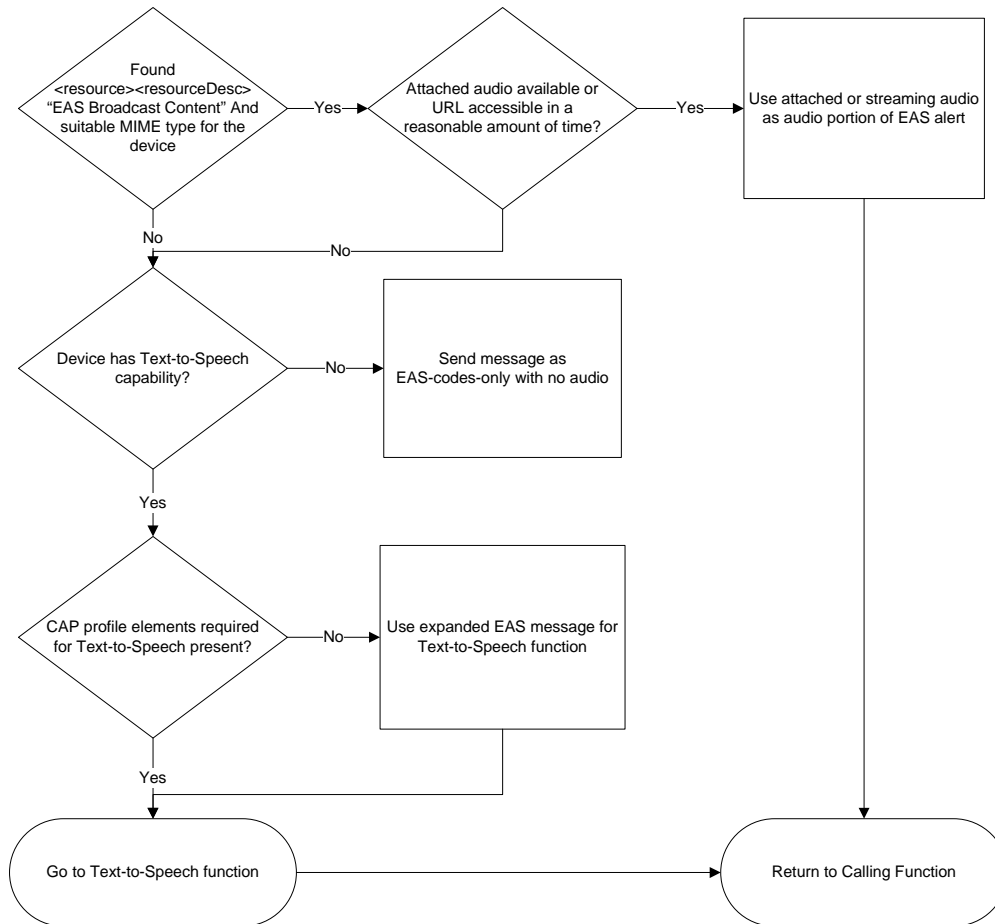 Found
<resource><resourceDesc>
“EAS Broadcast Content” And
suitable MIME type for the
device
Yes
Attached audio available or
URL accessible in a
reasonable amount of time?
Yes
Use attached or streaming audio
as audio portion of EAS alert
No
No
Device has Text-to-Speech
capability?
No
Send message as
EAS-codes-only with no audio
Yes
CAP profile elements required
for Text-to-Speech present?
No
Use expanded EAS message for
Text-to-Speech function
Yes
Go to Text-to-Speech function
Return to Calling Function